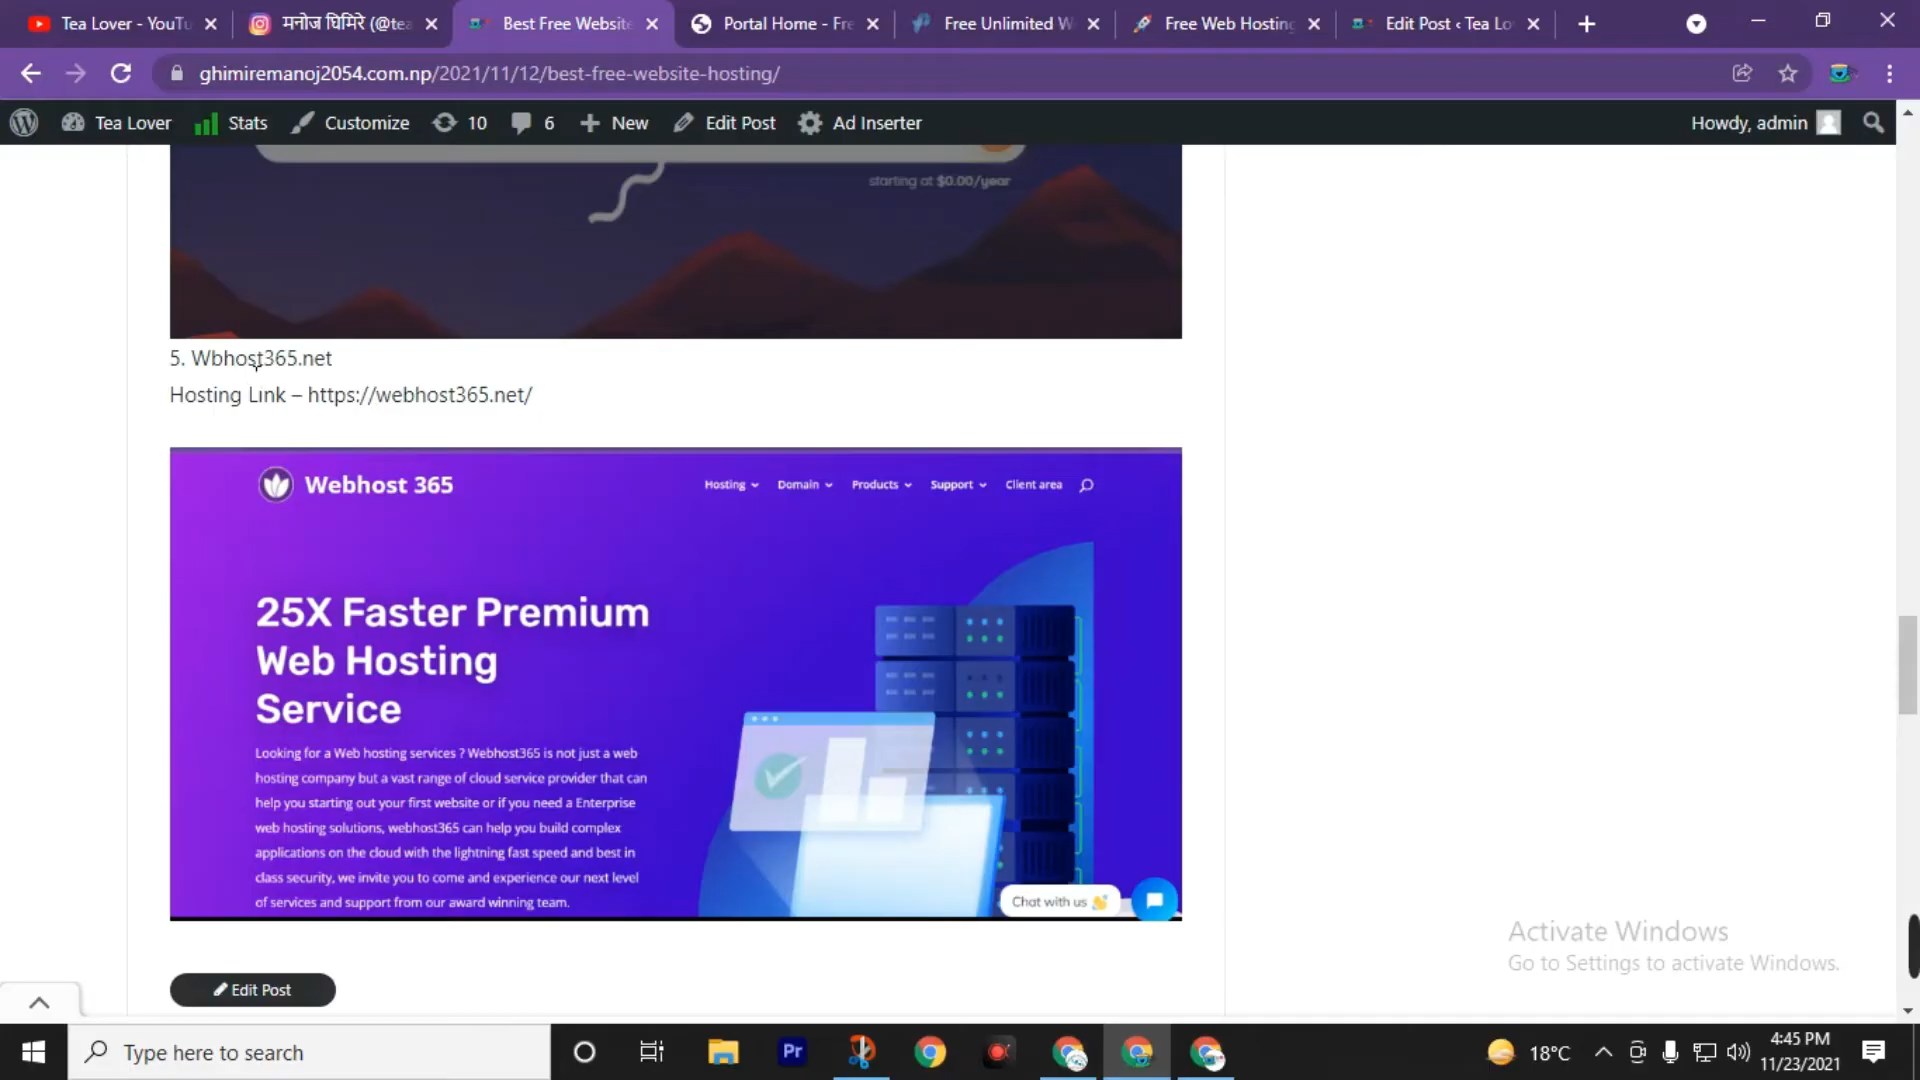 Tea Lover - YouTu
मनोज घिमिरे (@tea
Best Free Website
Portal Home - Fre
Free Unlimited W
Free Web Hosting
Edit Post ‹ Tea Lo
ghimiremanoj2054.com.np/2021/11/12/best-free-website-hosting/
Tea Lover
Stats
Customize
10
6
New
Edit Post
Ad Inserter
Howdy, admin
starting at $0.00/year
5. Wbhost365.net
Hosting Link – https://webhost365.net/
Webhost 365
Hosting
Domain
Products
Support
Client area
25X Faster Premium
Web Hosting
Service
Looking for a Web hosting services ? Webhost365 is not just a web
hosting company but a vast range of cloud service provider that can
help you starting out your first website or if you need a Enterprise
web hosting solutions, webhost365 can help you build complex
applications on the cloud with the lightning fast speed and best in
class security, we invite you to come and experience our next level
of services and support from our award winning team.
Chat with us
Activate Windows
Go to Settings to activate Windows.
Edit Post
Type here to search
Pr
18°C
4:45 PM
11/23/2021